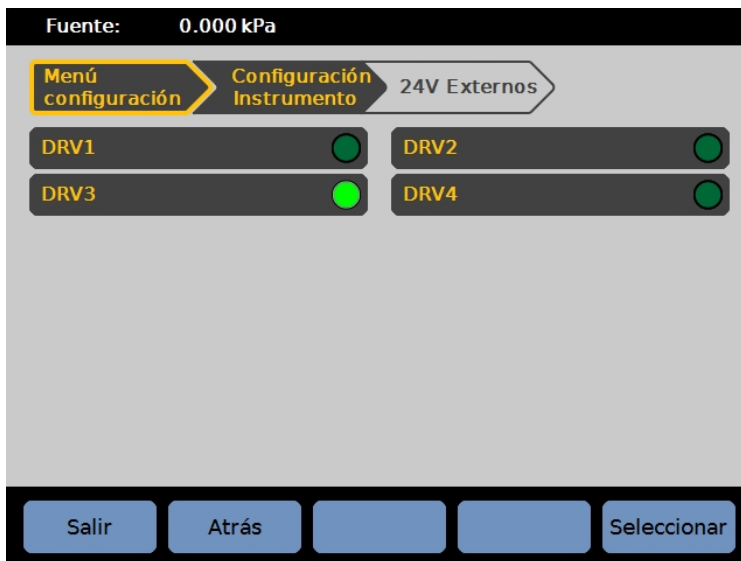 Fuente: 0.000 kPa
Menú
configuración
Configuración
Instrumento
24V Externos
DRV1
DRV2
DRV3
DRV4
Salir
Atrás
Seleccionar